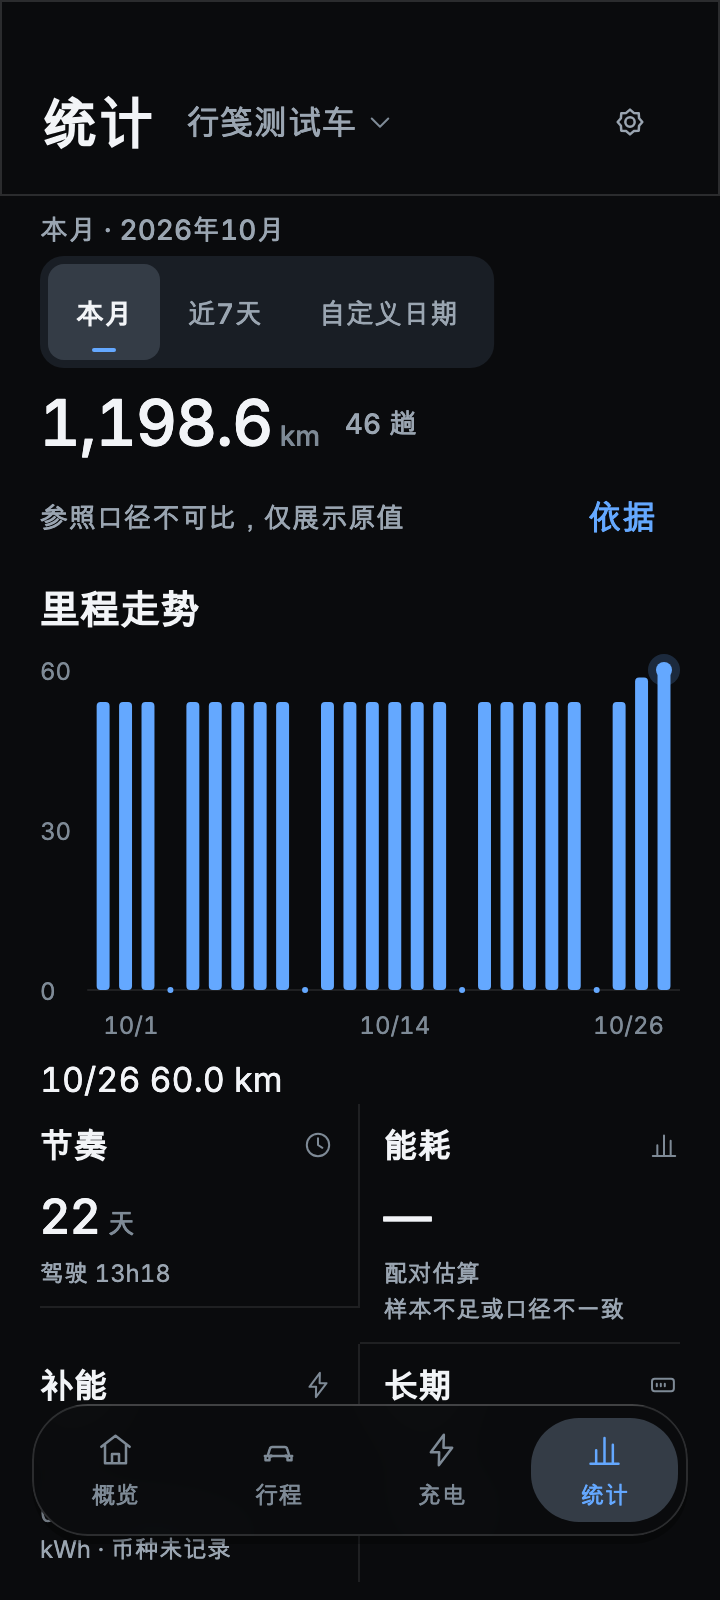 统计 行笺测试车
本月 · 2026年10月
本月 近7天 自定义日期
1,198.6 km 46 趟
参照口径不可比，仅展示原值 依据
里程走势
60
30
0
10/1 10/14 10/26
10/26 60.0 km
节奏
22 天
驾驶 13h18
能耗
—
配对估算
样本不足或口径不一致
补能
长期
kWh · 币种未记录
概览 行程 充电 统计